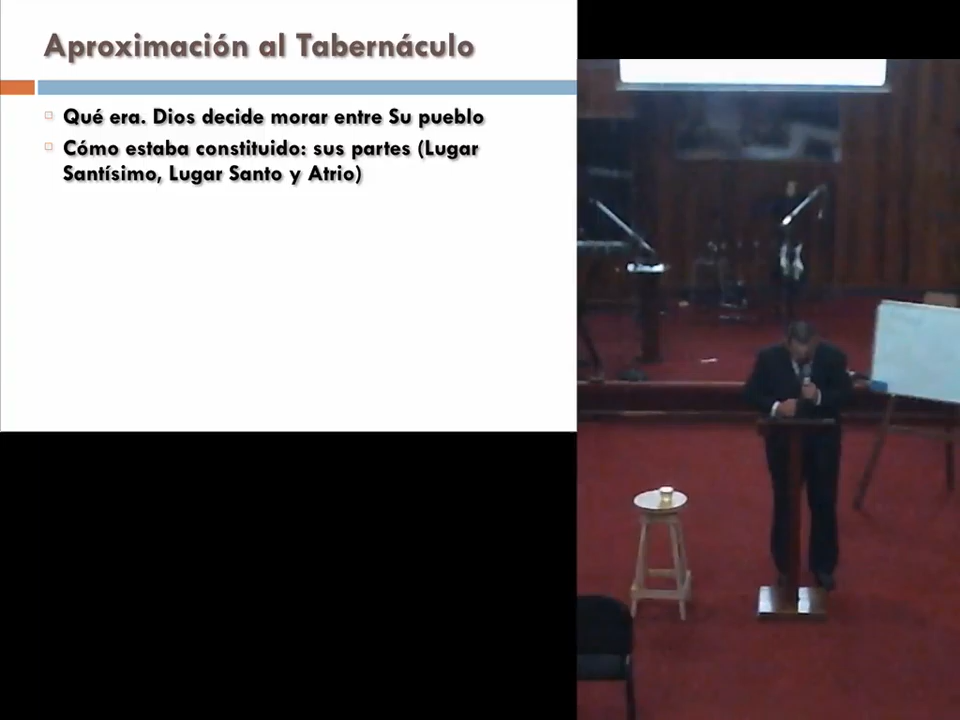 Aproximación al Tabernáculo
Qué era. Dios decide morar entre Su pueblo
Cómo estaba constituido: sus partes (Lugar
Santísimo, Lugar Santo y Atrio)